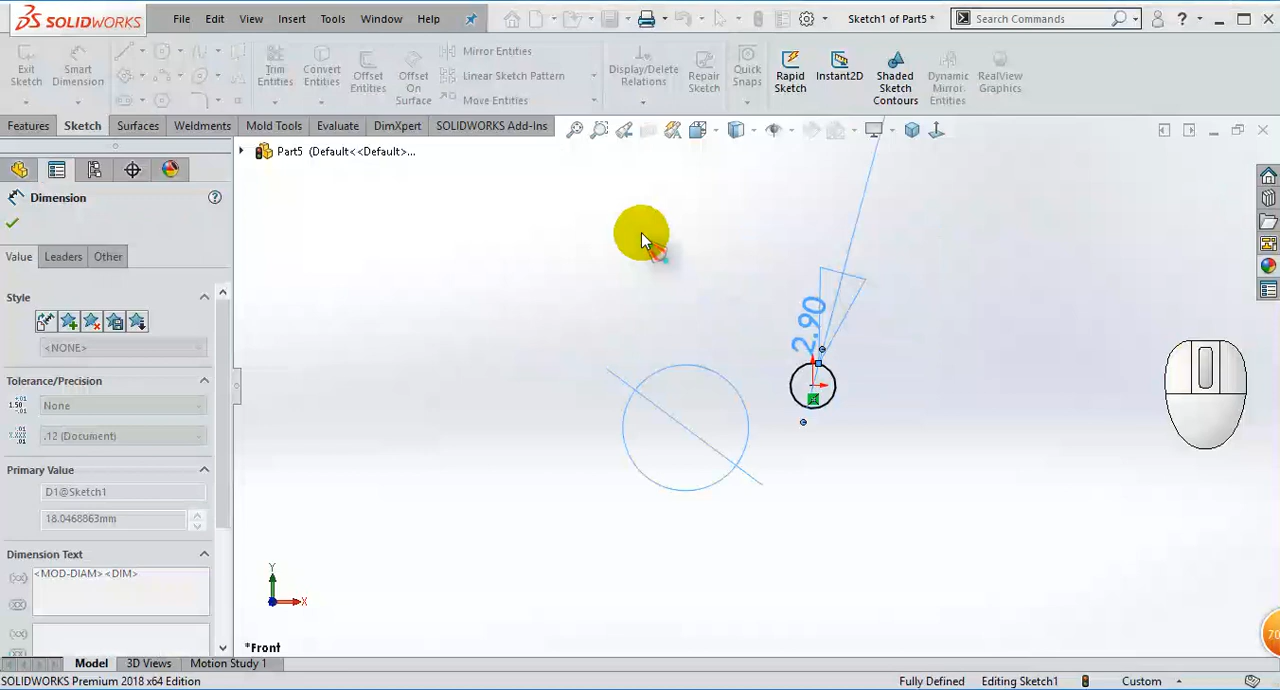 SOLIDWORKS File Edit View Insert Tools Window Help Sketch1 of Part5 * Search Commands ?
Exit Sketch Smart Dimension Trim Entities Convert Entities Offset Entities Offset On Surface Mirror Entities Linear Sketch Pattern Move Entities Display/Delete Relations Repair Sketch Quick Snaps Rapid Sketch Instant2D Shaded Sketch Contours Dynamic Mirror Entities RealView Graphics
Features Sketch Surfaces Weldments Mold Tools Evaluate DimXpert SOLIDWORKS Add-Ins
Part5 (Default<<Default>...
Dimension ?
Value Leaders Other
Style
<NONE>
Tolerance/Precision
None
.12 (Document)
Primary Value
D1@Sketch1
18.0468863mm
Dimension Text
<MOD-DIAM><DIM>
2.90
Y
X
*Front
70
Model 3D Views Motion Study 1
SOLIDWORKS Premium 2018 x64 Edition Fully Defined Editing Sketch1 Custom